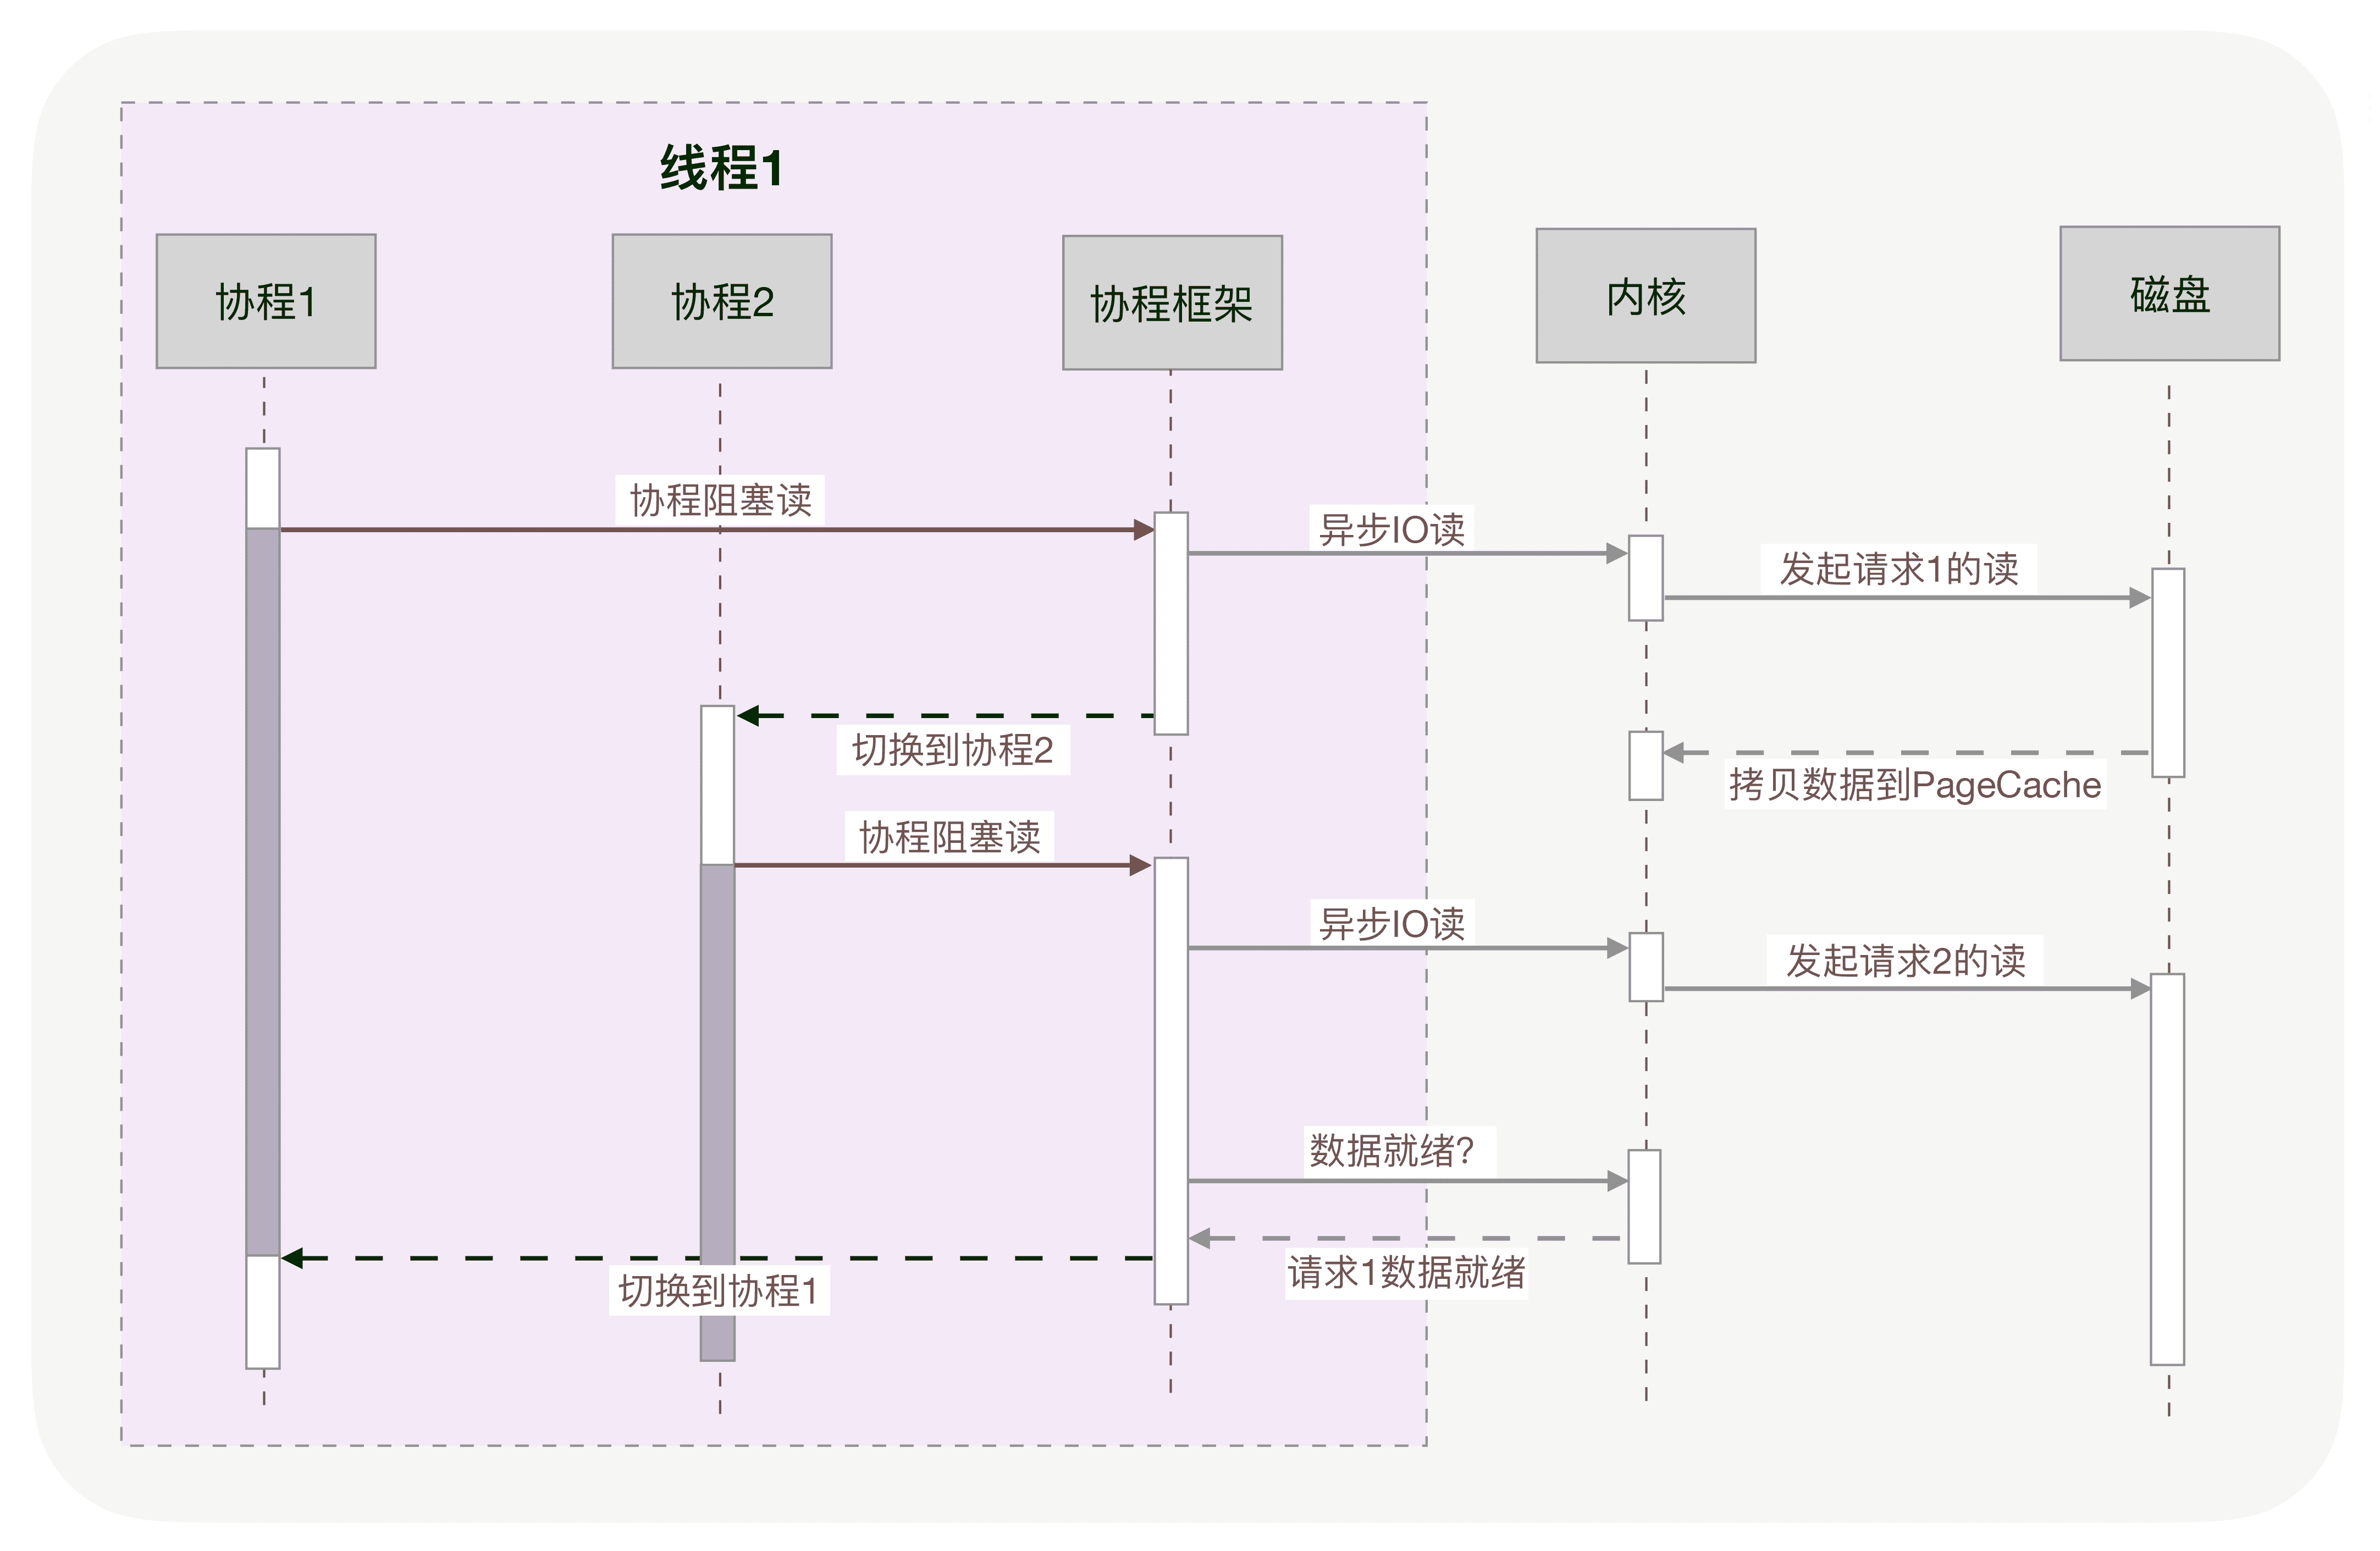 线程1
协程1
协程2
协程框架
内核
磁盘
协程阻塞读
异步IO读
发起请求1的读
切换到协程2
拷贝数据到PageCache
协程阻塞读
异步IO读
发起请求2的读
数据就绪？
请求1数据就绪
切换到协程1